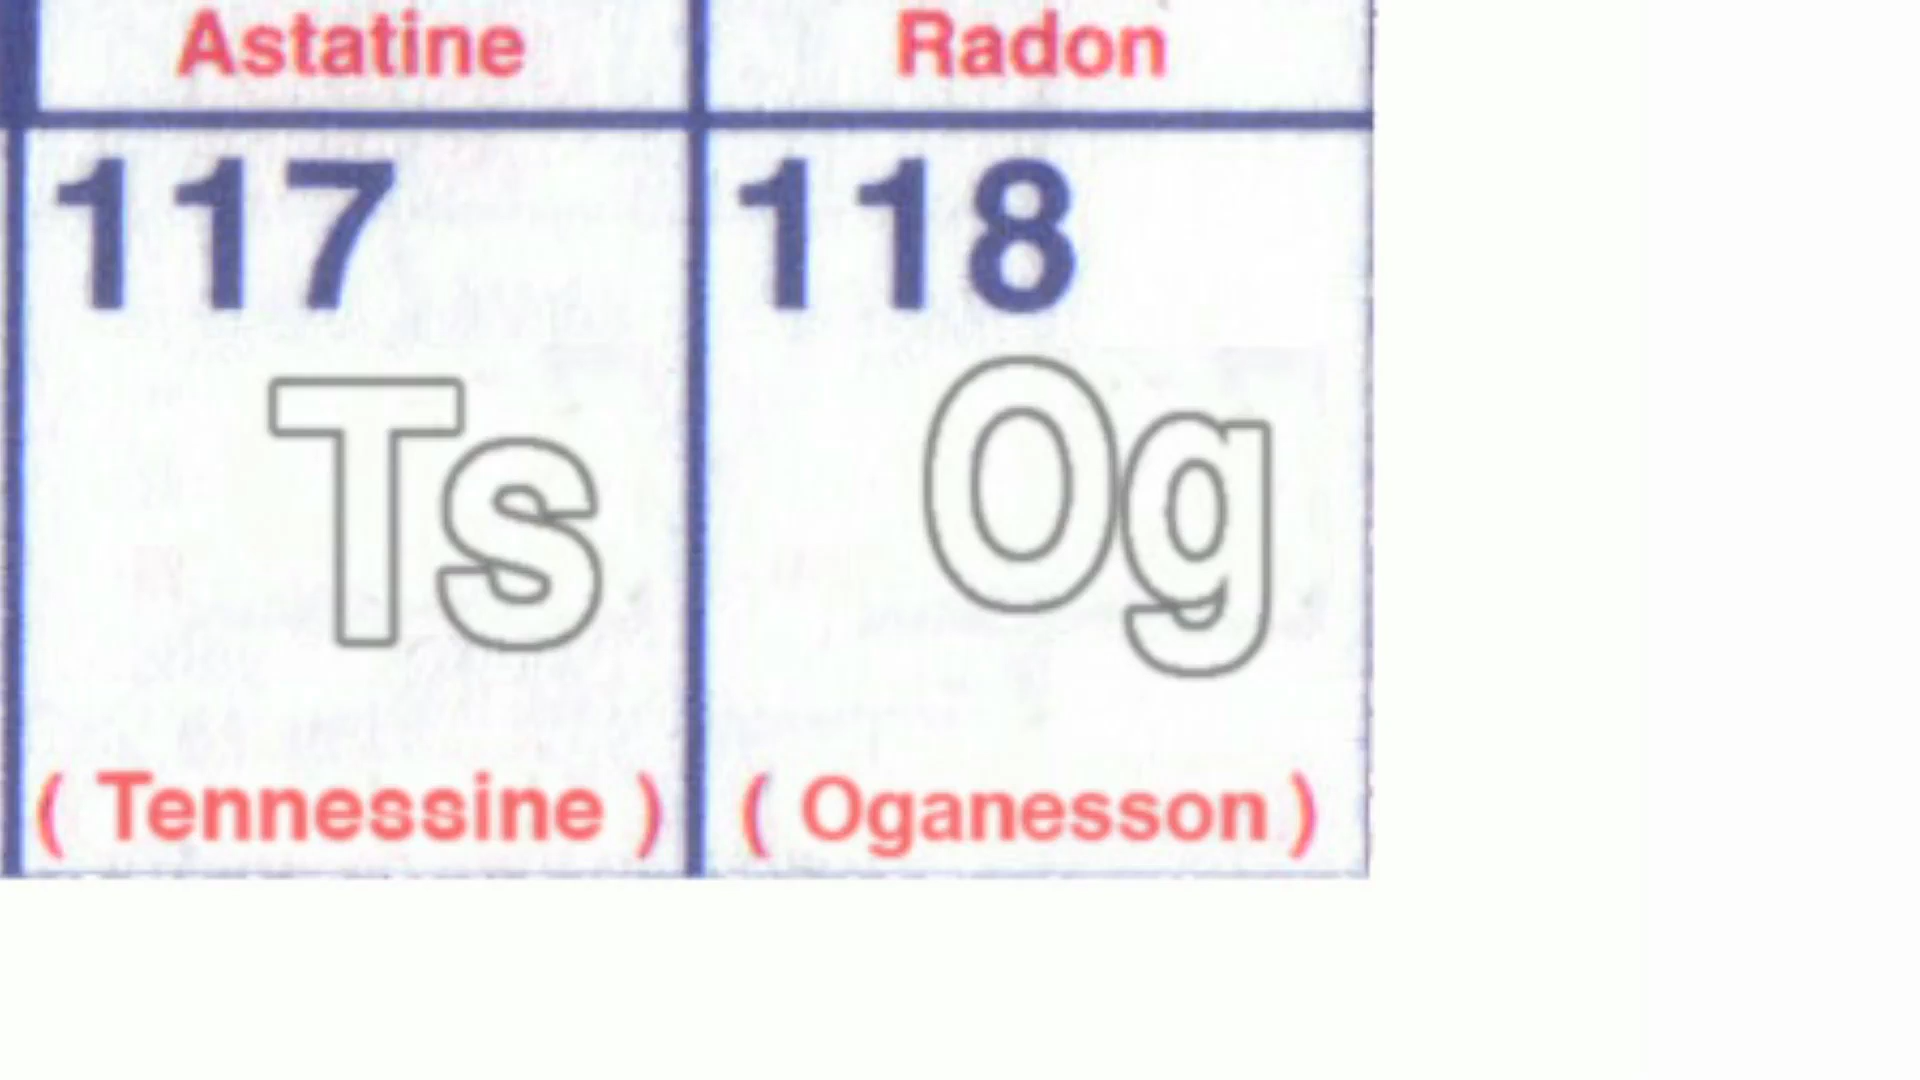 Astatine Radon
117 118
Ts Og
( Tennessine ) ( Oganesson )